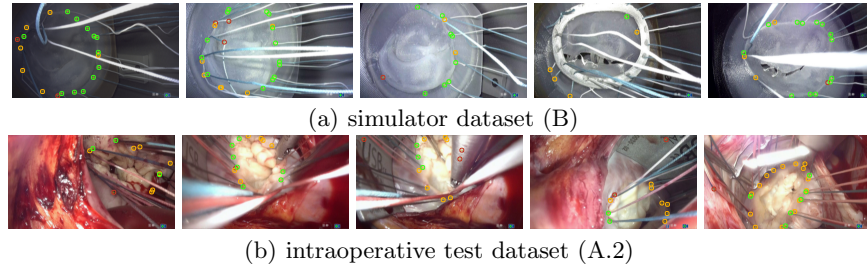 (a) simulator dataset (B)
(b) intraoperative test dataset (A.2)